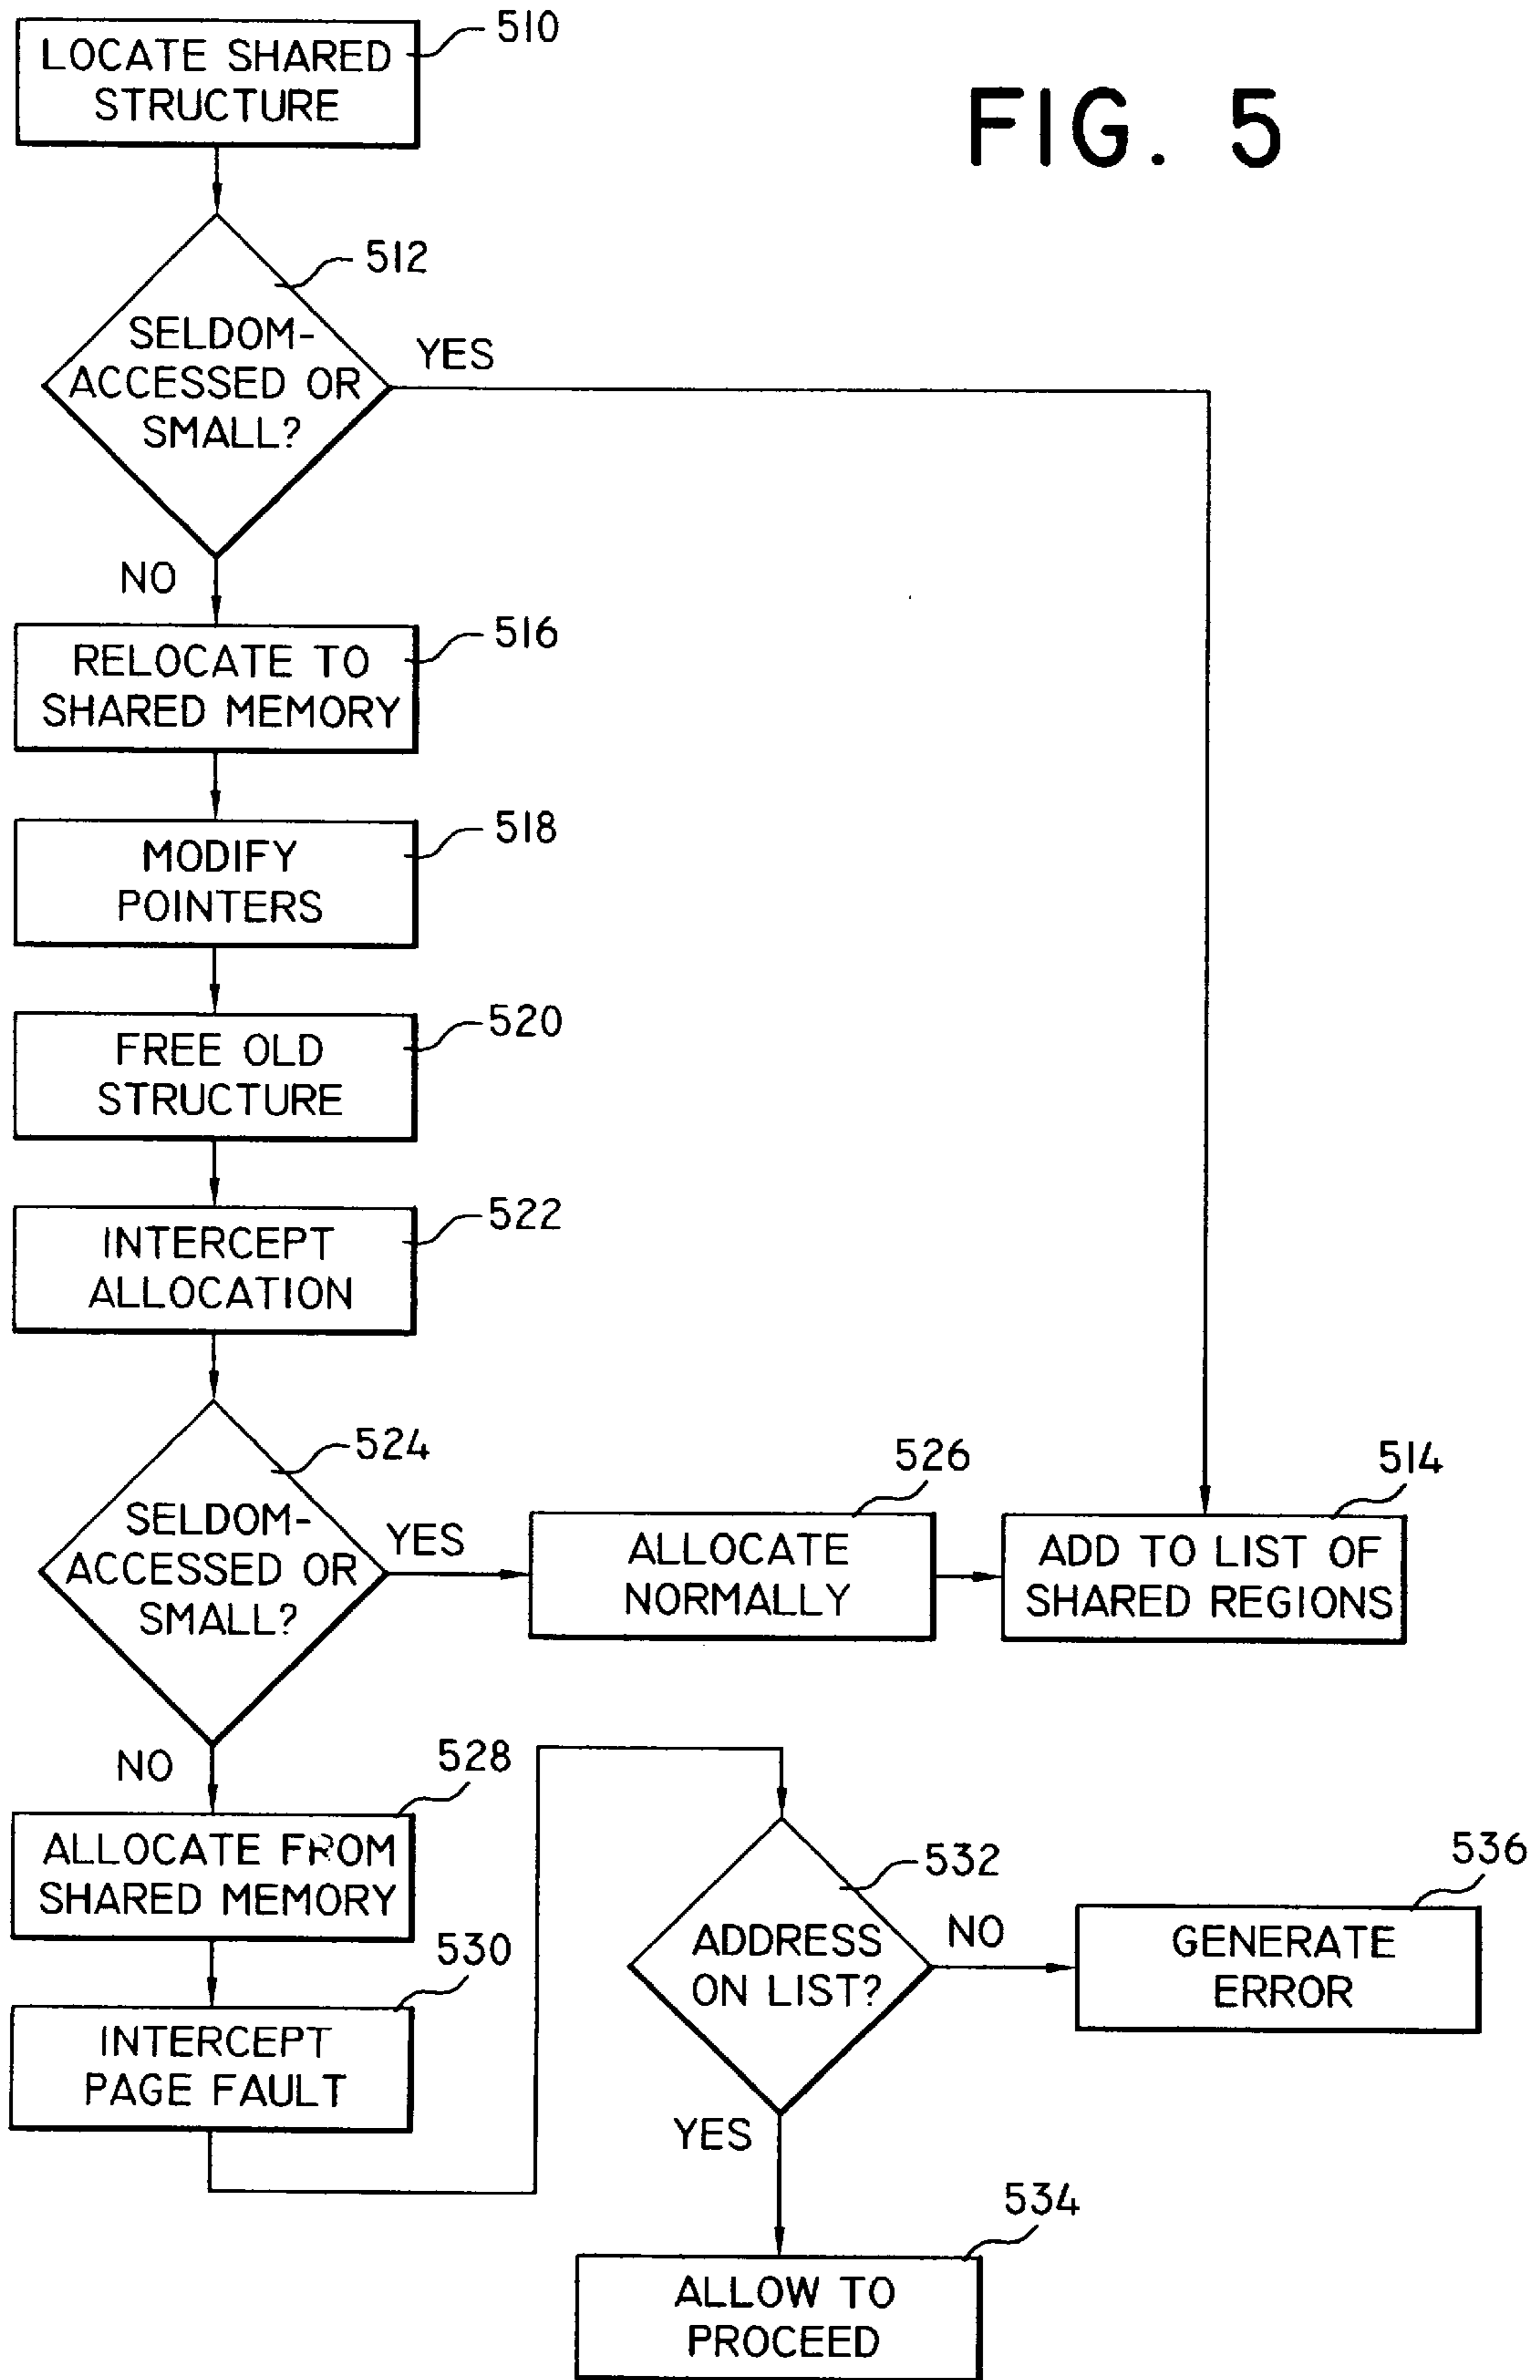 FIG. 5
510
LOCATE SHARED
STRUCTURE
512
SELDOM-
ACCESSED OR
SMALL?
YES
NO
516
RELOCATE TO
SHARED MEMORY
518
MODIFY
POINTERS
520
FREE OLD
STRUCTURE
522
INTERCEPT
ALLOCATION
524
SELDOM-
ACCESSED OR
SMALL?
YES
526
ALLOCATE
NORMALLY
514
ADD TO LIST OF
SHARED REGIONS
NO
528
ALLOCATE FROM
SHARED MEMORY
530
INTERCEPT
PAGE FAULT
532
ADDRESS
ON LIST?
NO
536
GENERATE
ERROR
YES
534
ALLOW TO
PROCEED